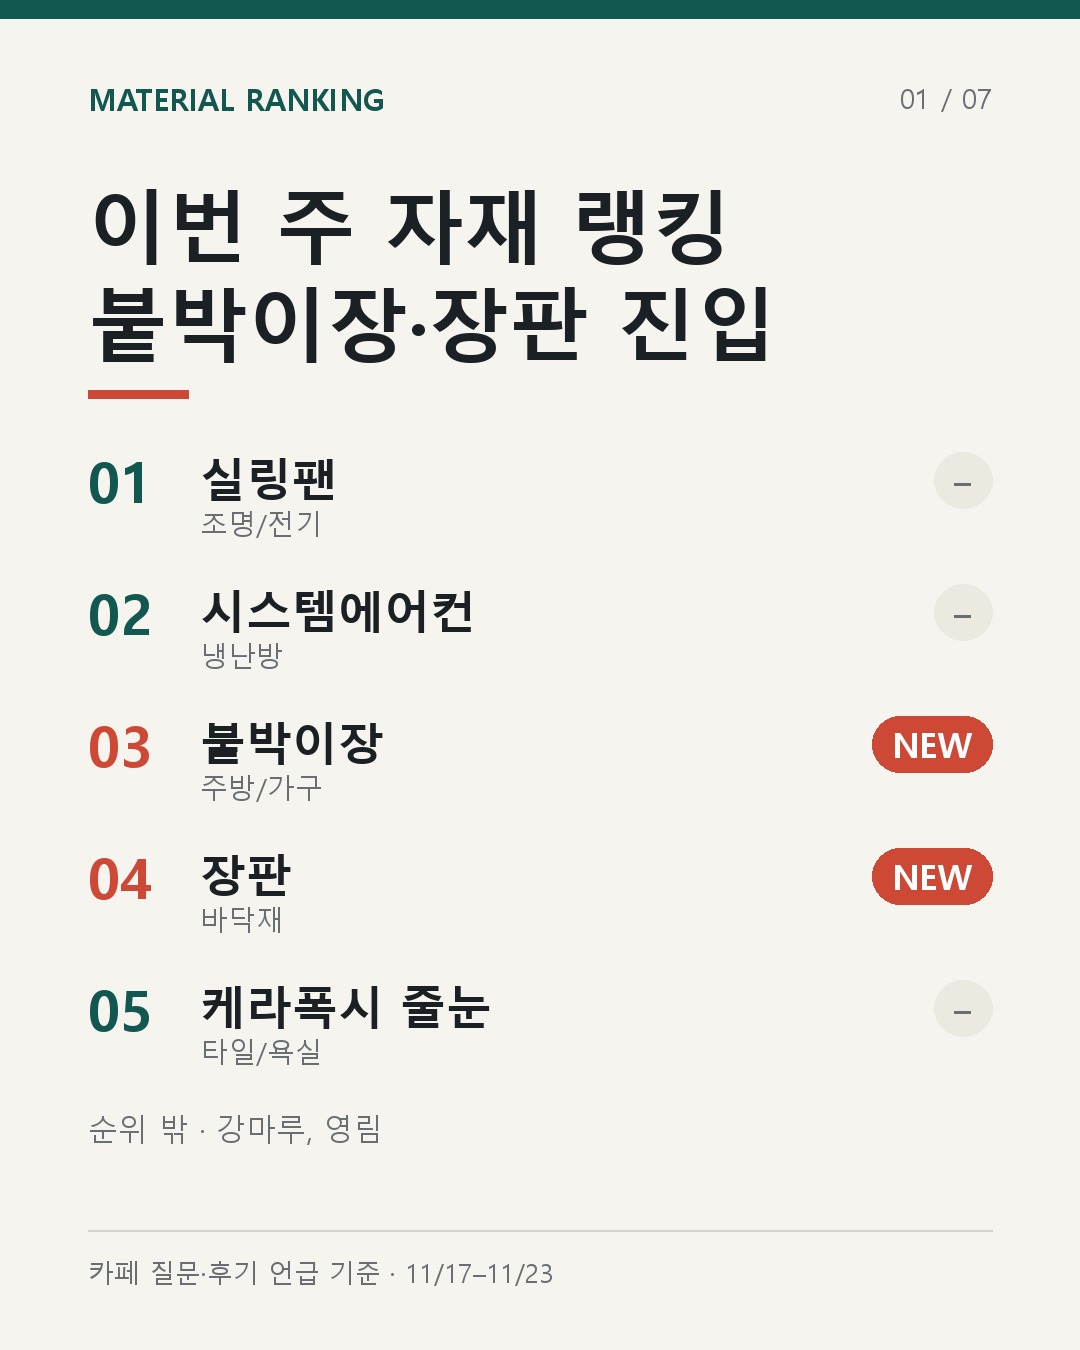 MATERIAL RANKING
01 / 07
이번 주 자재 랭킹
붙박이장·장판 진입
01 실링팬 –
조명/전기
02 시스템에어컨 –
냉난방
03 붙박이장 NEW
주방/가구
04 장판 NEW
바닥재
05 케라폭시 줄눈 –
타일/욕실
순위 밖 · 강마루, 영림
카페 질문·후기 언급 기준 · 11/17–11/23